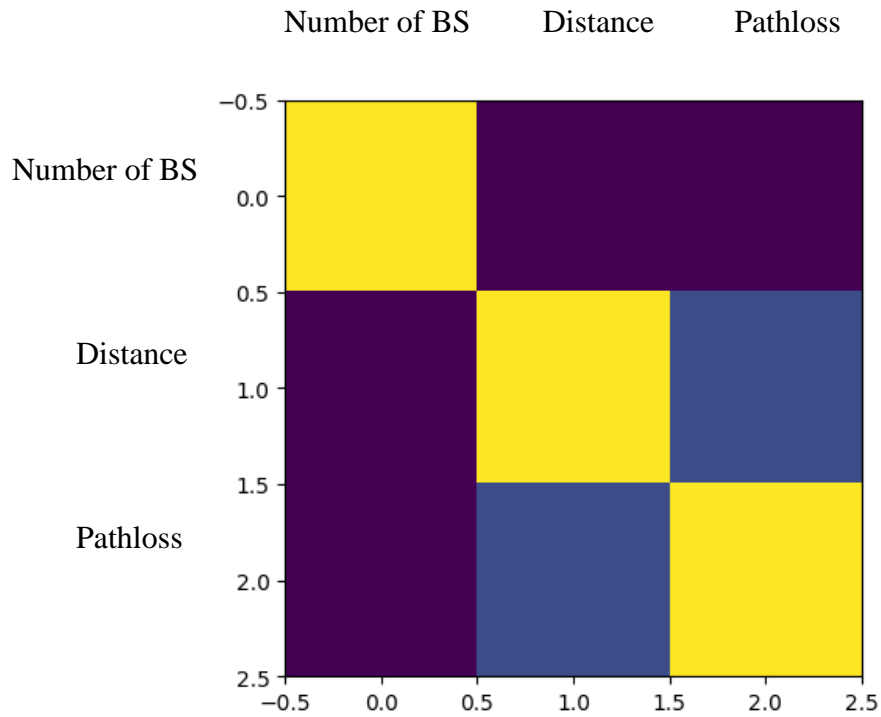 Number of BS Distance Pathloss
−0.5
Number of BS
0.0
0.5
Distance
1.0
1.5
Pathloss
2.0
2.5
−0.5 0.0 0.5 1.0 1.5 2.0 2.5